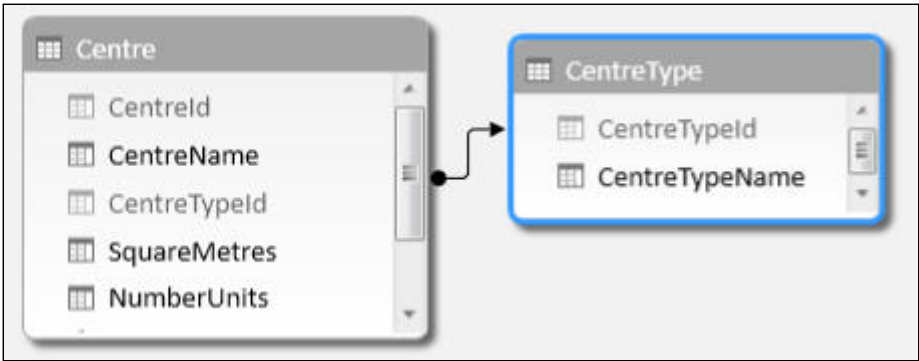 Centre
CentreId
CentreName
CentreTypeId
SquareMetres
NumberUnits
CentreType
CentreTypeId
CentreTypeName